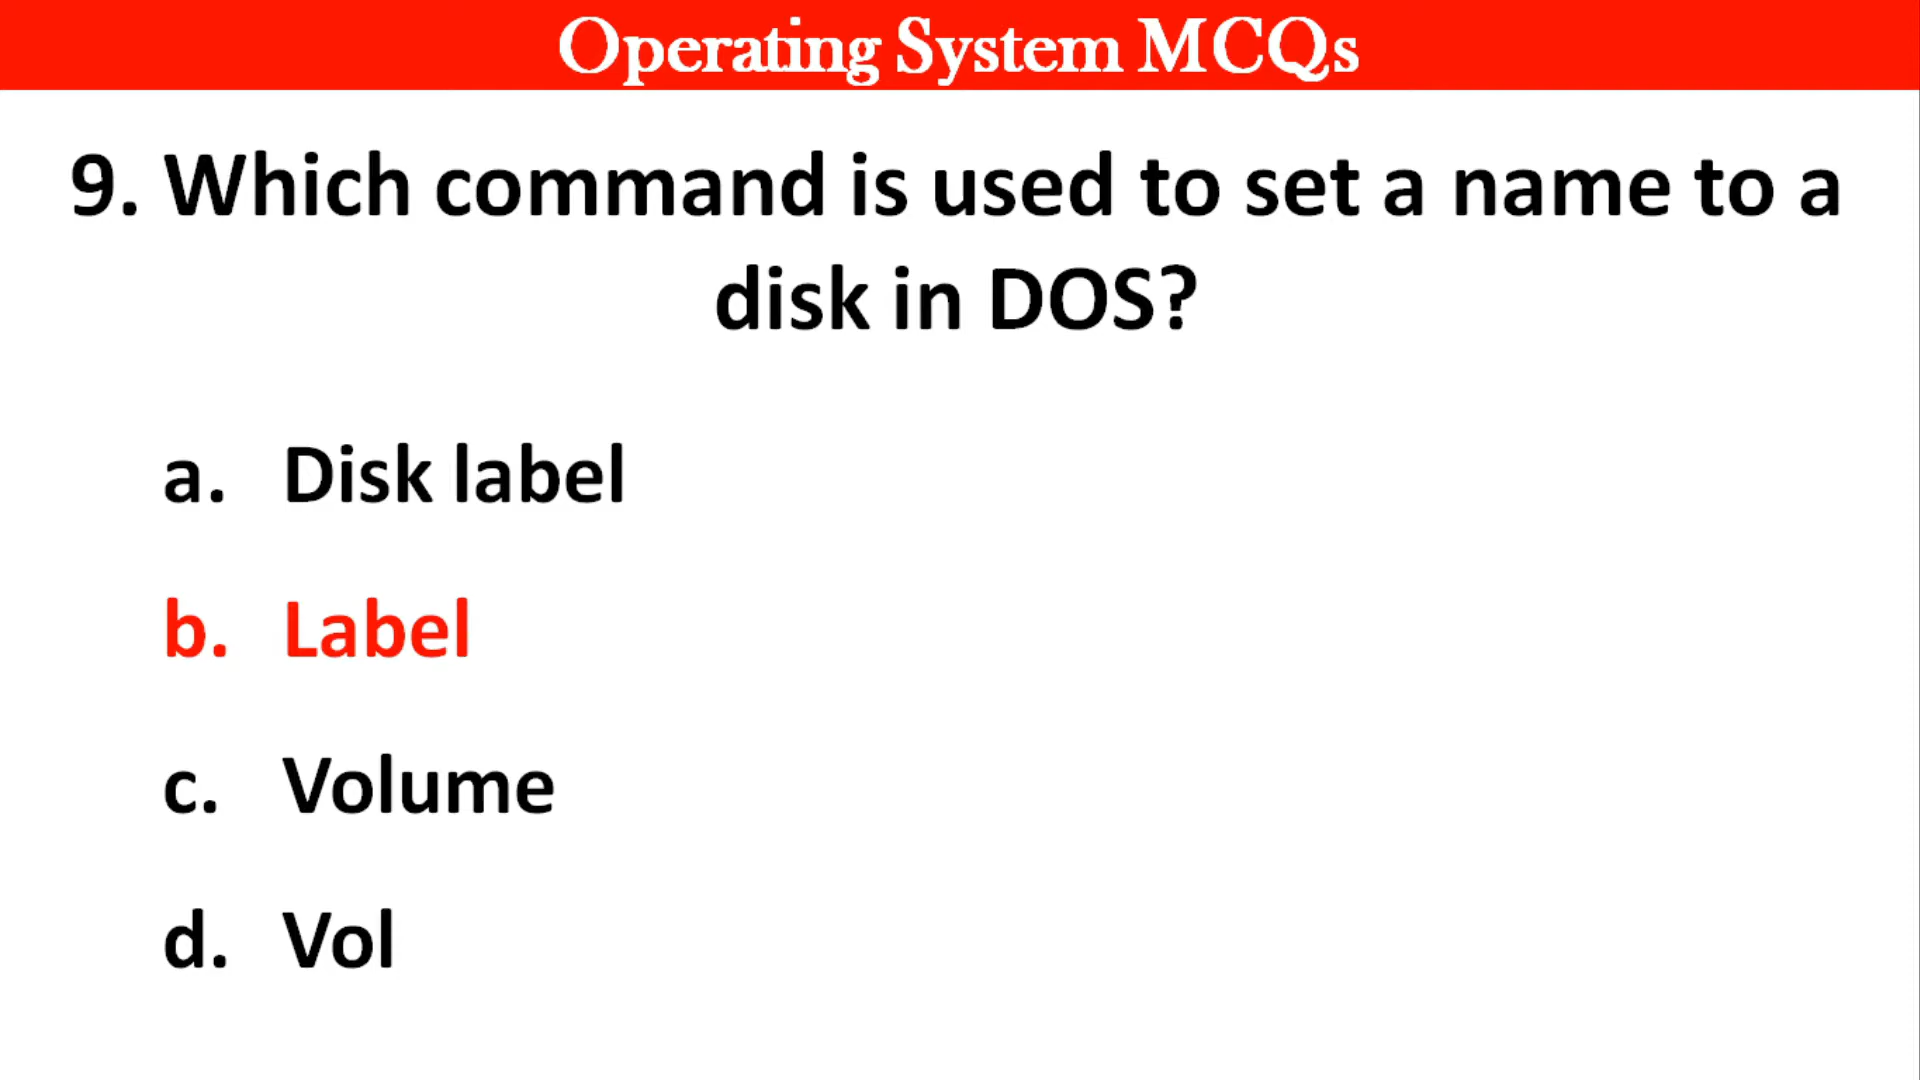 Operating System MCQs
9. Which command is used to set a name to a
disk in DOS?
a. Disk label
b. Label
c. Volume
d. Vol